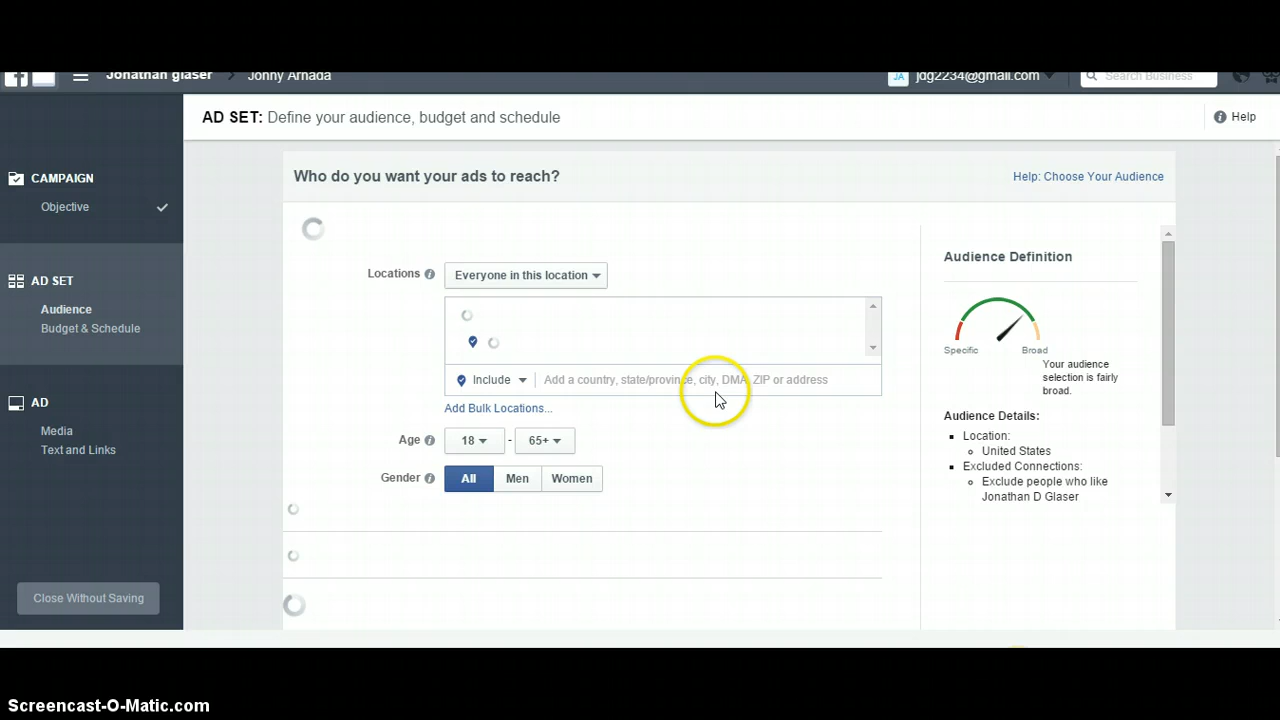 Jonathan glaser > Jonny Arnada
jdg2234@gmail.com
Search Business
AD SET: Define your audience, budget and schedule
Help
CAMPAIGN
Objective
AD SET
Audience
Budget & Schedule
AD
Media
Text and Links
Close Without Saving
Who do you want your ads to reach?
Help: Choose Your Audience
Locations
Everyone in this location
Include
Add a country, state/province, city, DMA, ZIP or address
Add Bulk Locations...
Age
18 - 65+
Gender
All Men Women
Audience Definition
Specific
Broad
Your audience
selection is fairly
broad.
Audience Details:
Location:
United States
Excluded Connections:
Exclude people who like
Jonathan D Glaser
Screencast-O-Matic.com